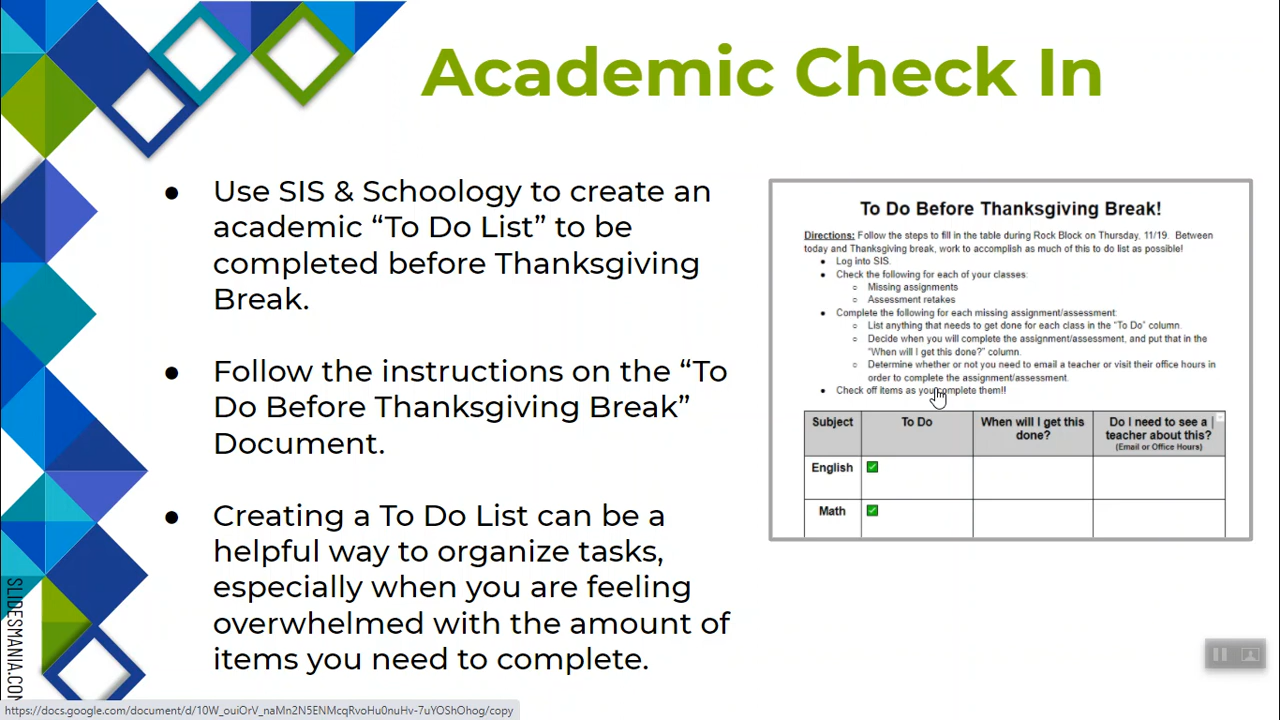 Academic Check In
● Use SIS & Schoology to create an
academic “To Do List” to be
completed before Thanksgiving
Break.
● Follow the instructions on the “To
Do Before Thanksgiving Break”
Document.
● Creating a To Do List can be a
helpful way to organize tasks,
especially when you are feeling
overwhelmed with the amount of
items you need to complete.
To Do Before Thanksgiving Break!
Directions: Follow the steps to fill in the table during Rock Block on Thursday, 11/19. Between
today and Thanksgiving break, work to accomplish as much of this to do list as possible!
● Log into SIS.
● Check the following for each of your classes:
○ Missing assignments
○ Assessment retakes
● Complete the following for each missing assignment/assessment:
○ List anything that needs to get done for each class in the "To Do" column.
○ Decide when you will complete the assignment/assessment, and put that in the
"When will I get this done?" column.
○ Determine whether or not you need to email a teacher or visit their office hours in
order to complete the assignment/assessment.
● Check off items as you complete them!!
Subject To Do When will I get this Do I need to see a
done? teacher about this?
(Email or Office Hours)
English
Math
SLIDESMANIA.COM
https://docs.google.com/document/d/10W_ouiOrV_naMn2N5ENMcqRvoHu0nuHv-7uYOShOhog/copy